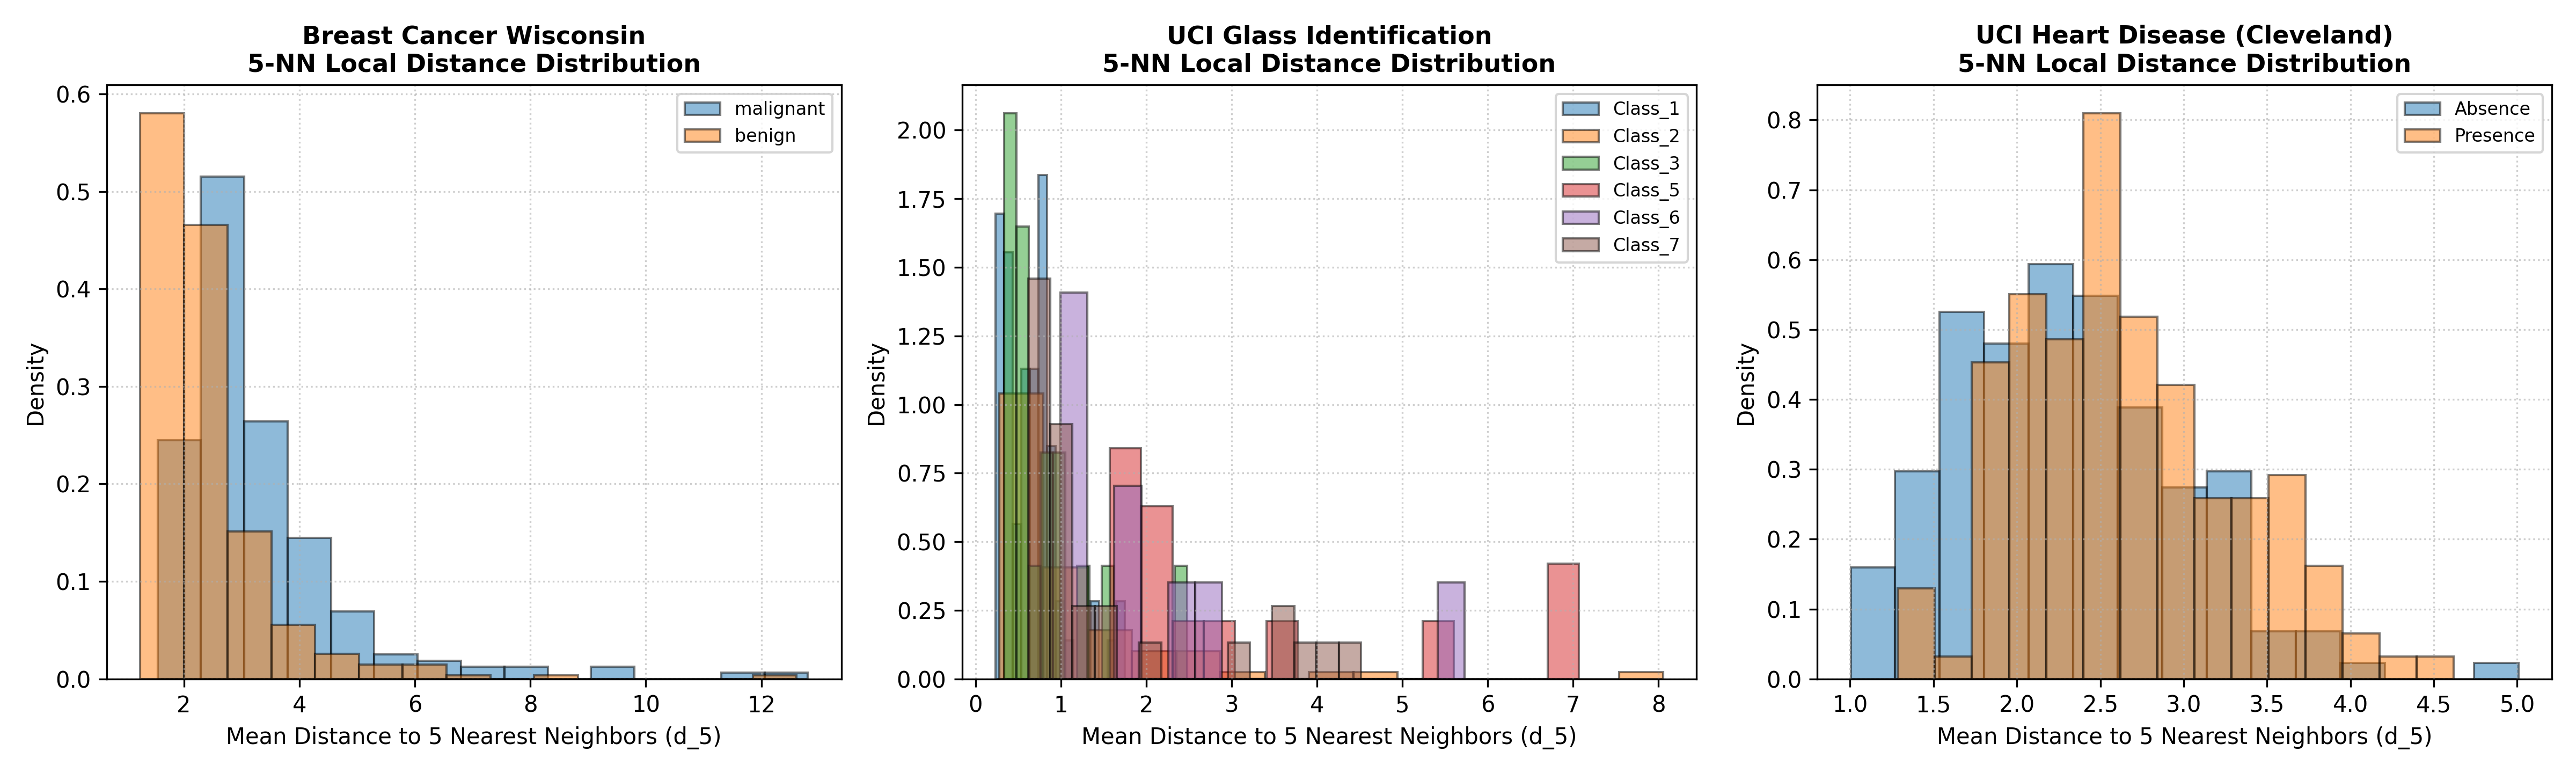 Breast Cancer Wisconsin
5-NN Local Distance Distribution
0.6
0.5
0.4
0.3
0.2
0.1
0.0
Density
malignant
benign
2
4
6
8
10
12
Mean Distance to 5 Nearest Neighbors (d_5)
UCI Glass Identification
5-NN Local Distance Distribution
2.00
1.75
1.50
1.25
1.00
0.75
0.50
0.25
0.00
Density
Class_1
Class_2
Class_3
Class_5
Class_6
Class_7
0
1
2
3
4
5
6
7
8
Mean Distance to 5 Nearest Neighbors (d_5)
UCI Heart Disease (Cleveland)
5-NN Local Distance Distribution
0.8
0.7
0.6
0.5
0.4
0.3
0.2
0.1
0.0
Density
Absence
Presence
1.0
1.5
2.0
2.5
3.0
3.5
4.0
4.5
5.0
Mean Distance to 5 Nearest Neighbors (d_5)